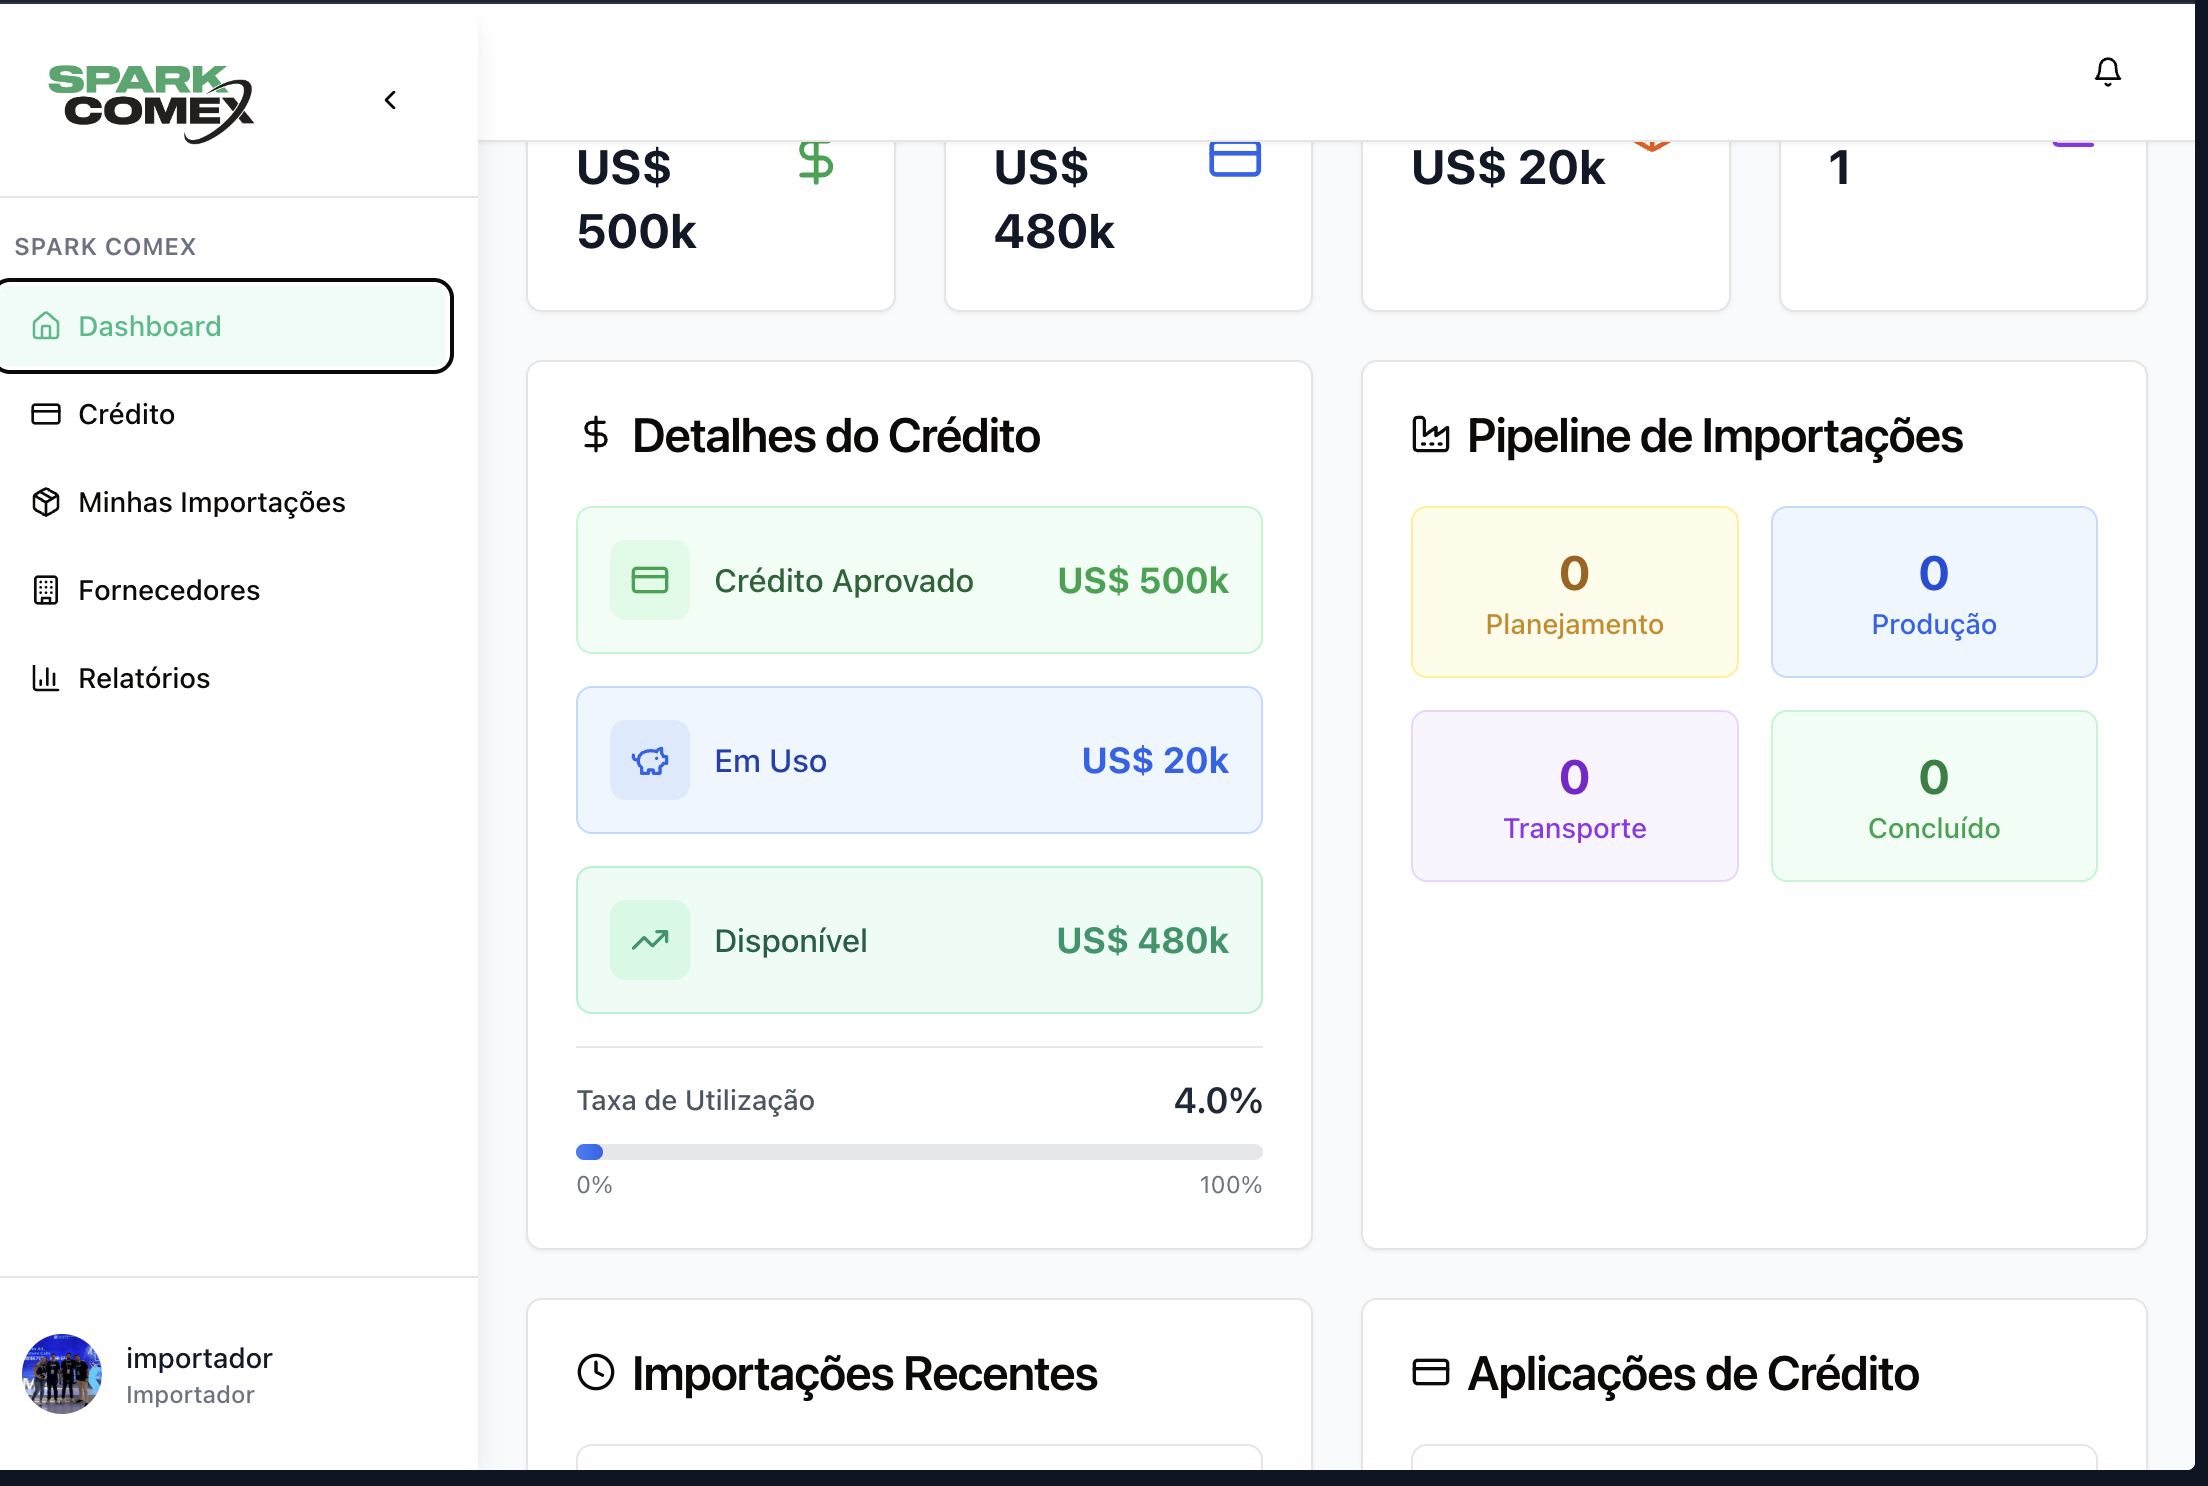 SPARK
COMEX
SPARK COMEX
Dashboard
Crédito
Minhas Importações
Fornecedores
Relatórios
importador
Importador
US$
500k
US$
480k
US$ 20k
1
Detalhes do Crédito
Crédito Aprovado US$ 500k
Em Uso US$ 20k
Disponível US$ 480k
Taxa de Utilização 4.0%
0% 100%
Pipeline de Importações
0
Planejamento
0
Produção
0
Transporte
0
Concluído
Importações Recentes
Aplicações de Crédito